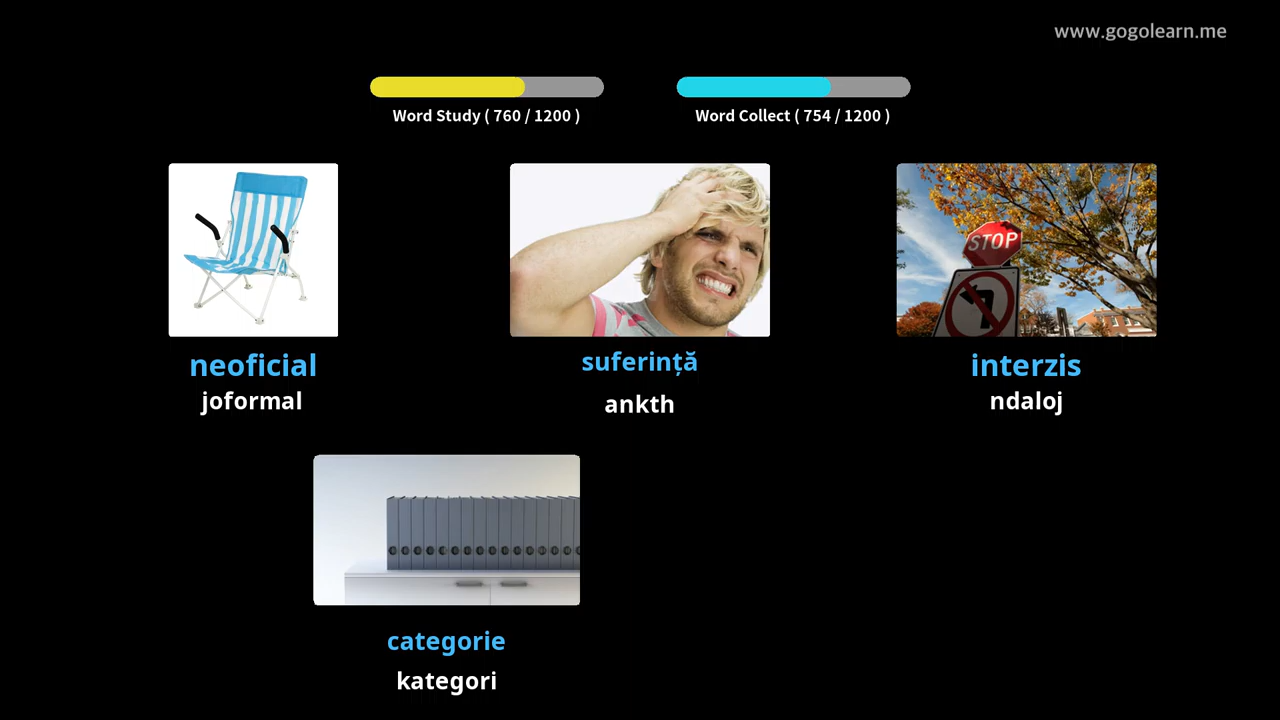 www.gogolearn.me
Word Study ( 760 / 1200 )
Word Collect ( 754 / 1200 )
STOP
neoficial
joformal
suferință
ankth
interzis
ndaloj
categorie
kategori